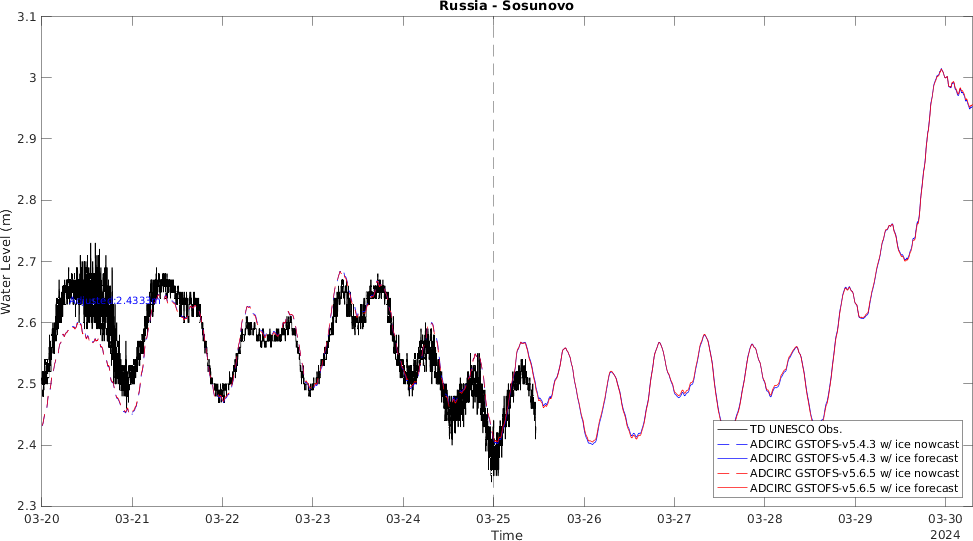 Russia - Sosunovo
3.1
3
2.9
2.8
2.7
2.6
2.5
2.4
2.3
Water Level (m)
2.4333
TD UNESCO Obs.
ADCIRC GSTOFS-v5.4.3 w/ ice nowcast
ADCIRC GSTOFS-v5.4.3 w/ ice forecast
ADCIRC GSTOFS-v5.6.5 w/ ice nowcast
ADCIRC GSTOFS-v5.6.5 w/ ice forecast
03-20 03-21 03-22 03-23 03-24 03-25 03-26 03-27 03-28 03-29 03-30
Time 2024